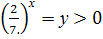 (2/7.)^x = y > 0